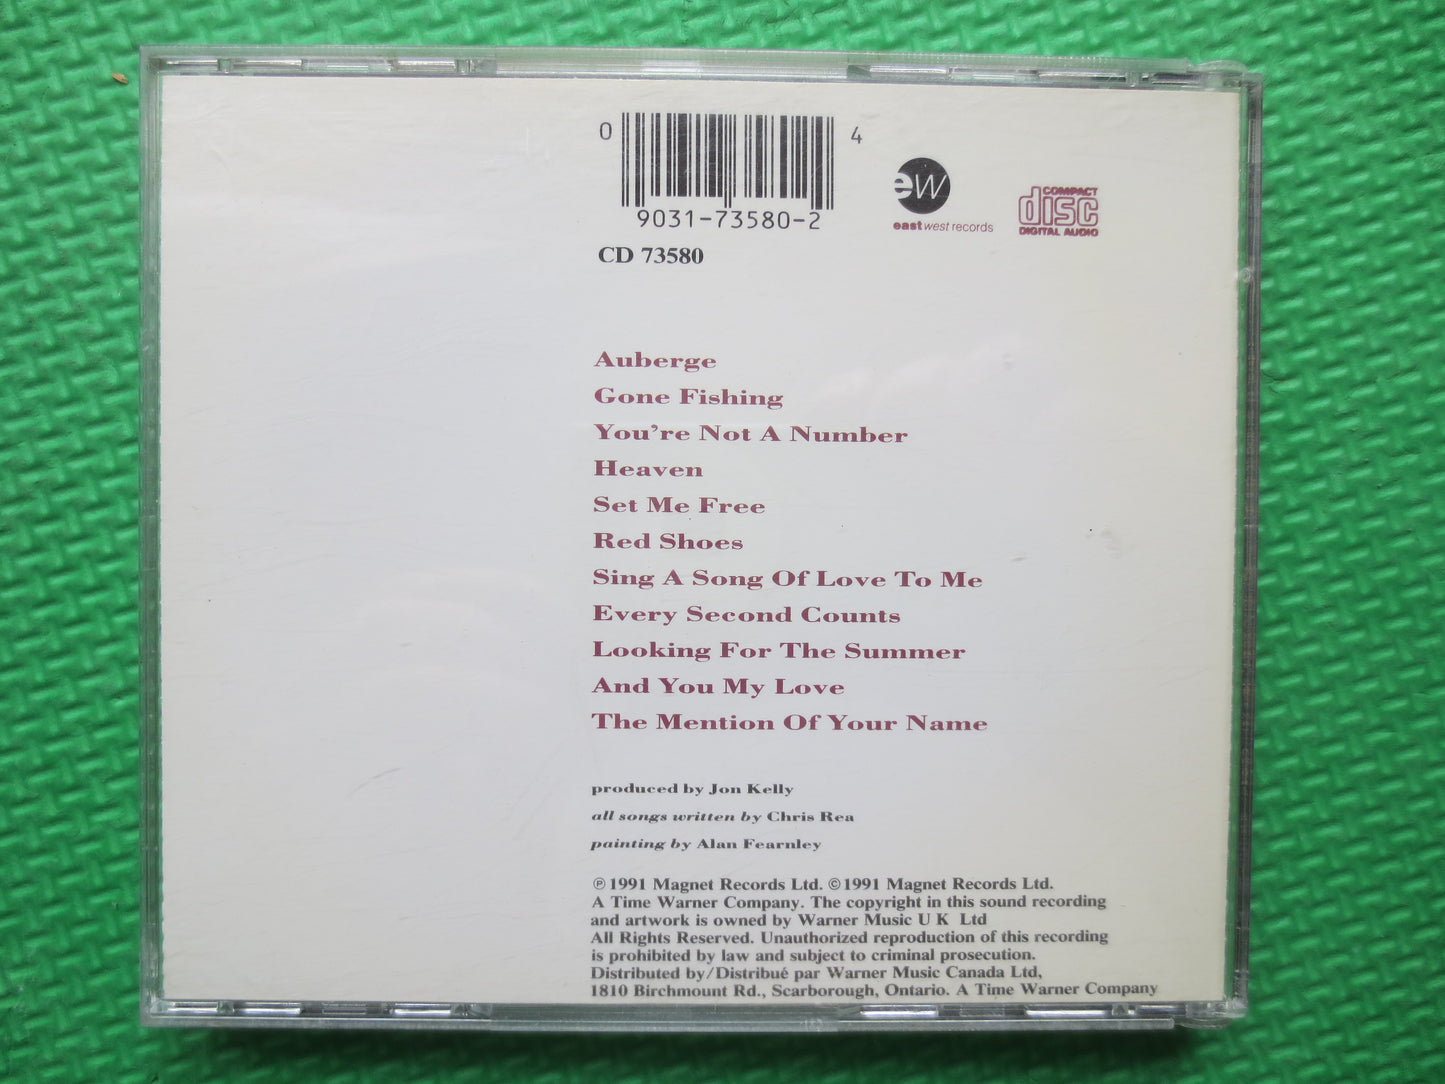 0 4
9031-73580-2
ew
east west records
COMPACT
disc
DIGITAL AUDIO
CD 73580
Auberge
Gone Fishing
You're Not A Number
Heaven
Set Me Free
Red Shoes
Sing A Song Of Love To Me
Every Second Counts
Looking For The Summer
And You My Love
The Mention Of Your Name
produced by Jon Kelly
all songs written by Chris Rea
painting by Alan Fearnley
℗ 1991 Magnet Records Ltd. © 1991 Magnet Records Ltd.
A Time Warner Company. The copyright in this sound recording
and artwork is owned by Warner Music U K Ltd
All Rights Reserved. Unauthorized reproduction of this recording
is prohibited by law and subject to criminal prosecution.
Distributed by/Distribué par Warner Music Canada Ltd,
1810 Birchmount Rd., Scarborough, Ontario. A Time Warner Company